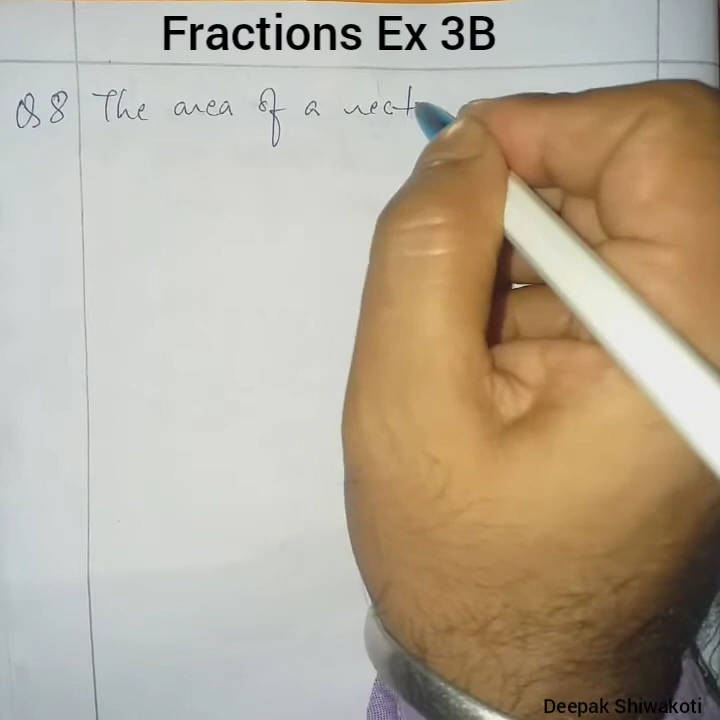 Fractions Ex 3B
Q8 The area of a rect
Deepak Shiwakoti